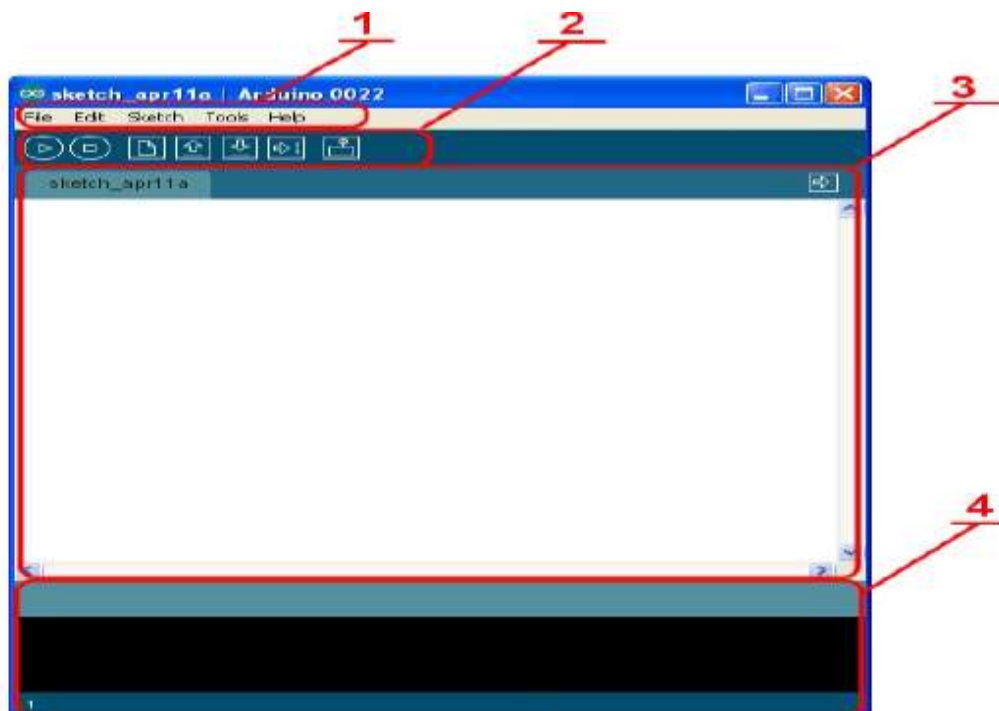 1
2
sketch_apr11a | Arduino 0022
3
File Edit Sketch Tools Help
sketch_apr11a
4
1